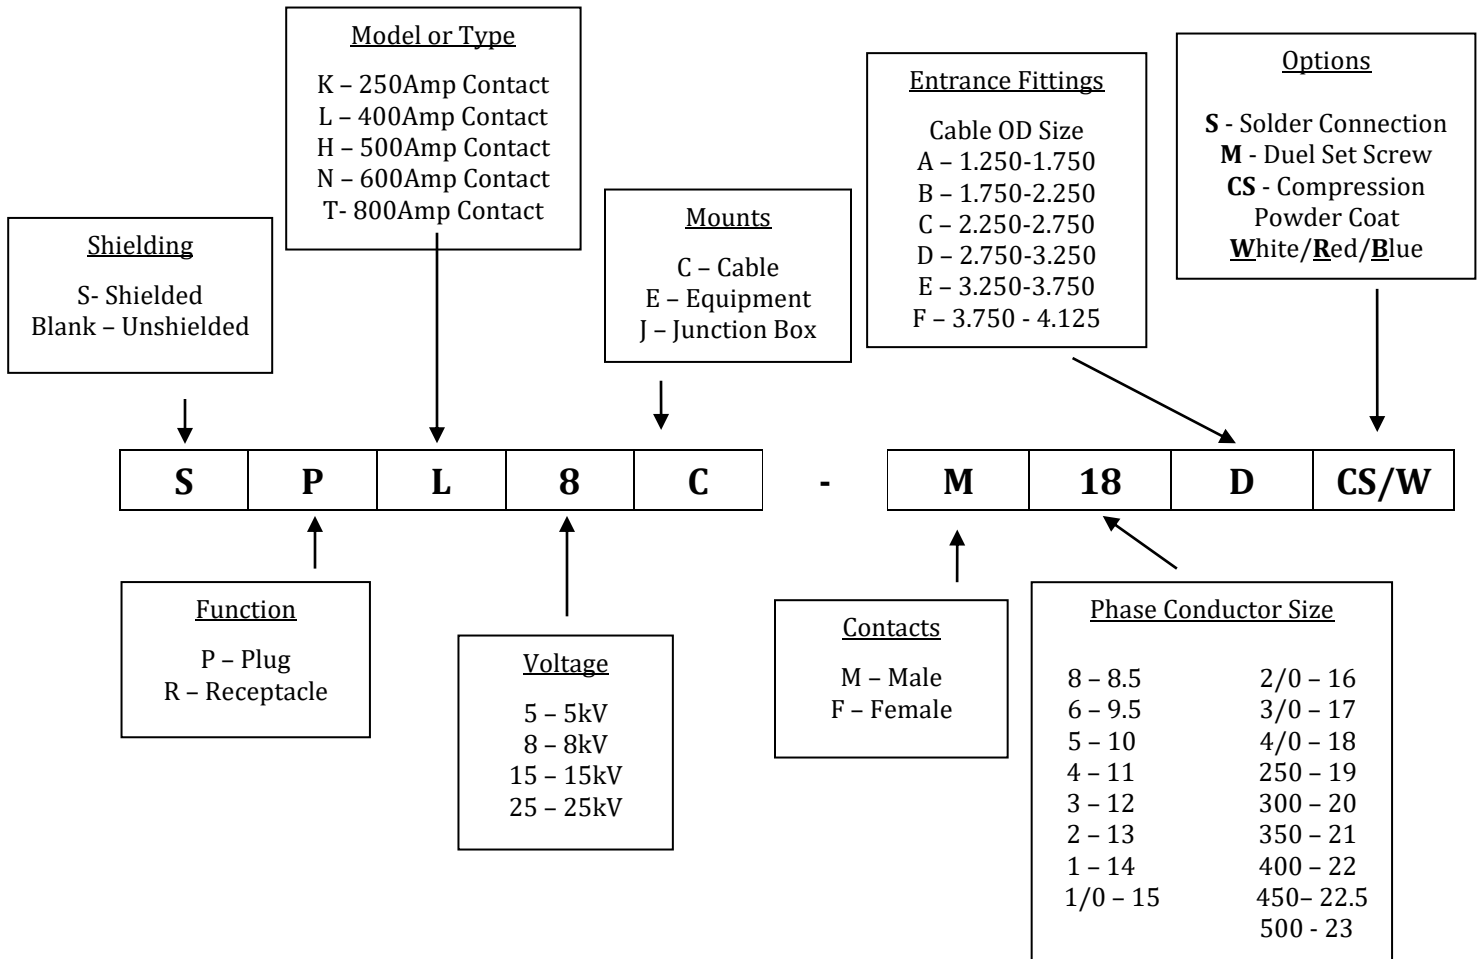 Model or Type
K – 250Amp Contact
L – 400Amp Contact
H – 500Amp Contact
N – 600Amp Contact
T- 800Amp Contact
Entrance Fittings
Cable OD Size
A – 1.250-1.750
B – 1.750-2.250
C – 2.250-2.750
D – 2.750-3.250
E – 3.250-3.750
F – 3.750 - 4.125
Options
S - Solder Connection
M - Duel Set Screw
CS - Compression
Powder Coat
White/Red/Blue
Shielding
S- Shielded
Blank – Unshielded
Mounts
C – Cable
E – Equipment
J – Junction Box
S P L 8 C - M 18 D CS/W
Function
P – Plug
R – Receptacle
Voltage
5 – 5kV
8 – 8kV
15 – 15kV
25 – 25kV
Contacts
M – Male
F – Female
Phase Conductor Size
8 – 8.5 2/0 – 16
6 – 9.5 3/0 – 17
5 – 10 4/0 – 18
4 – 11 250 – 19
3 – 12 300 – 20
2 – 13 350 – 21
1 – 14 400 – 22
1/0 – 15 450– 22.5
500 - 23